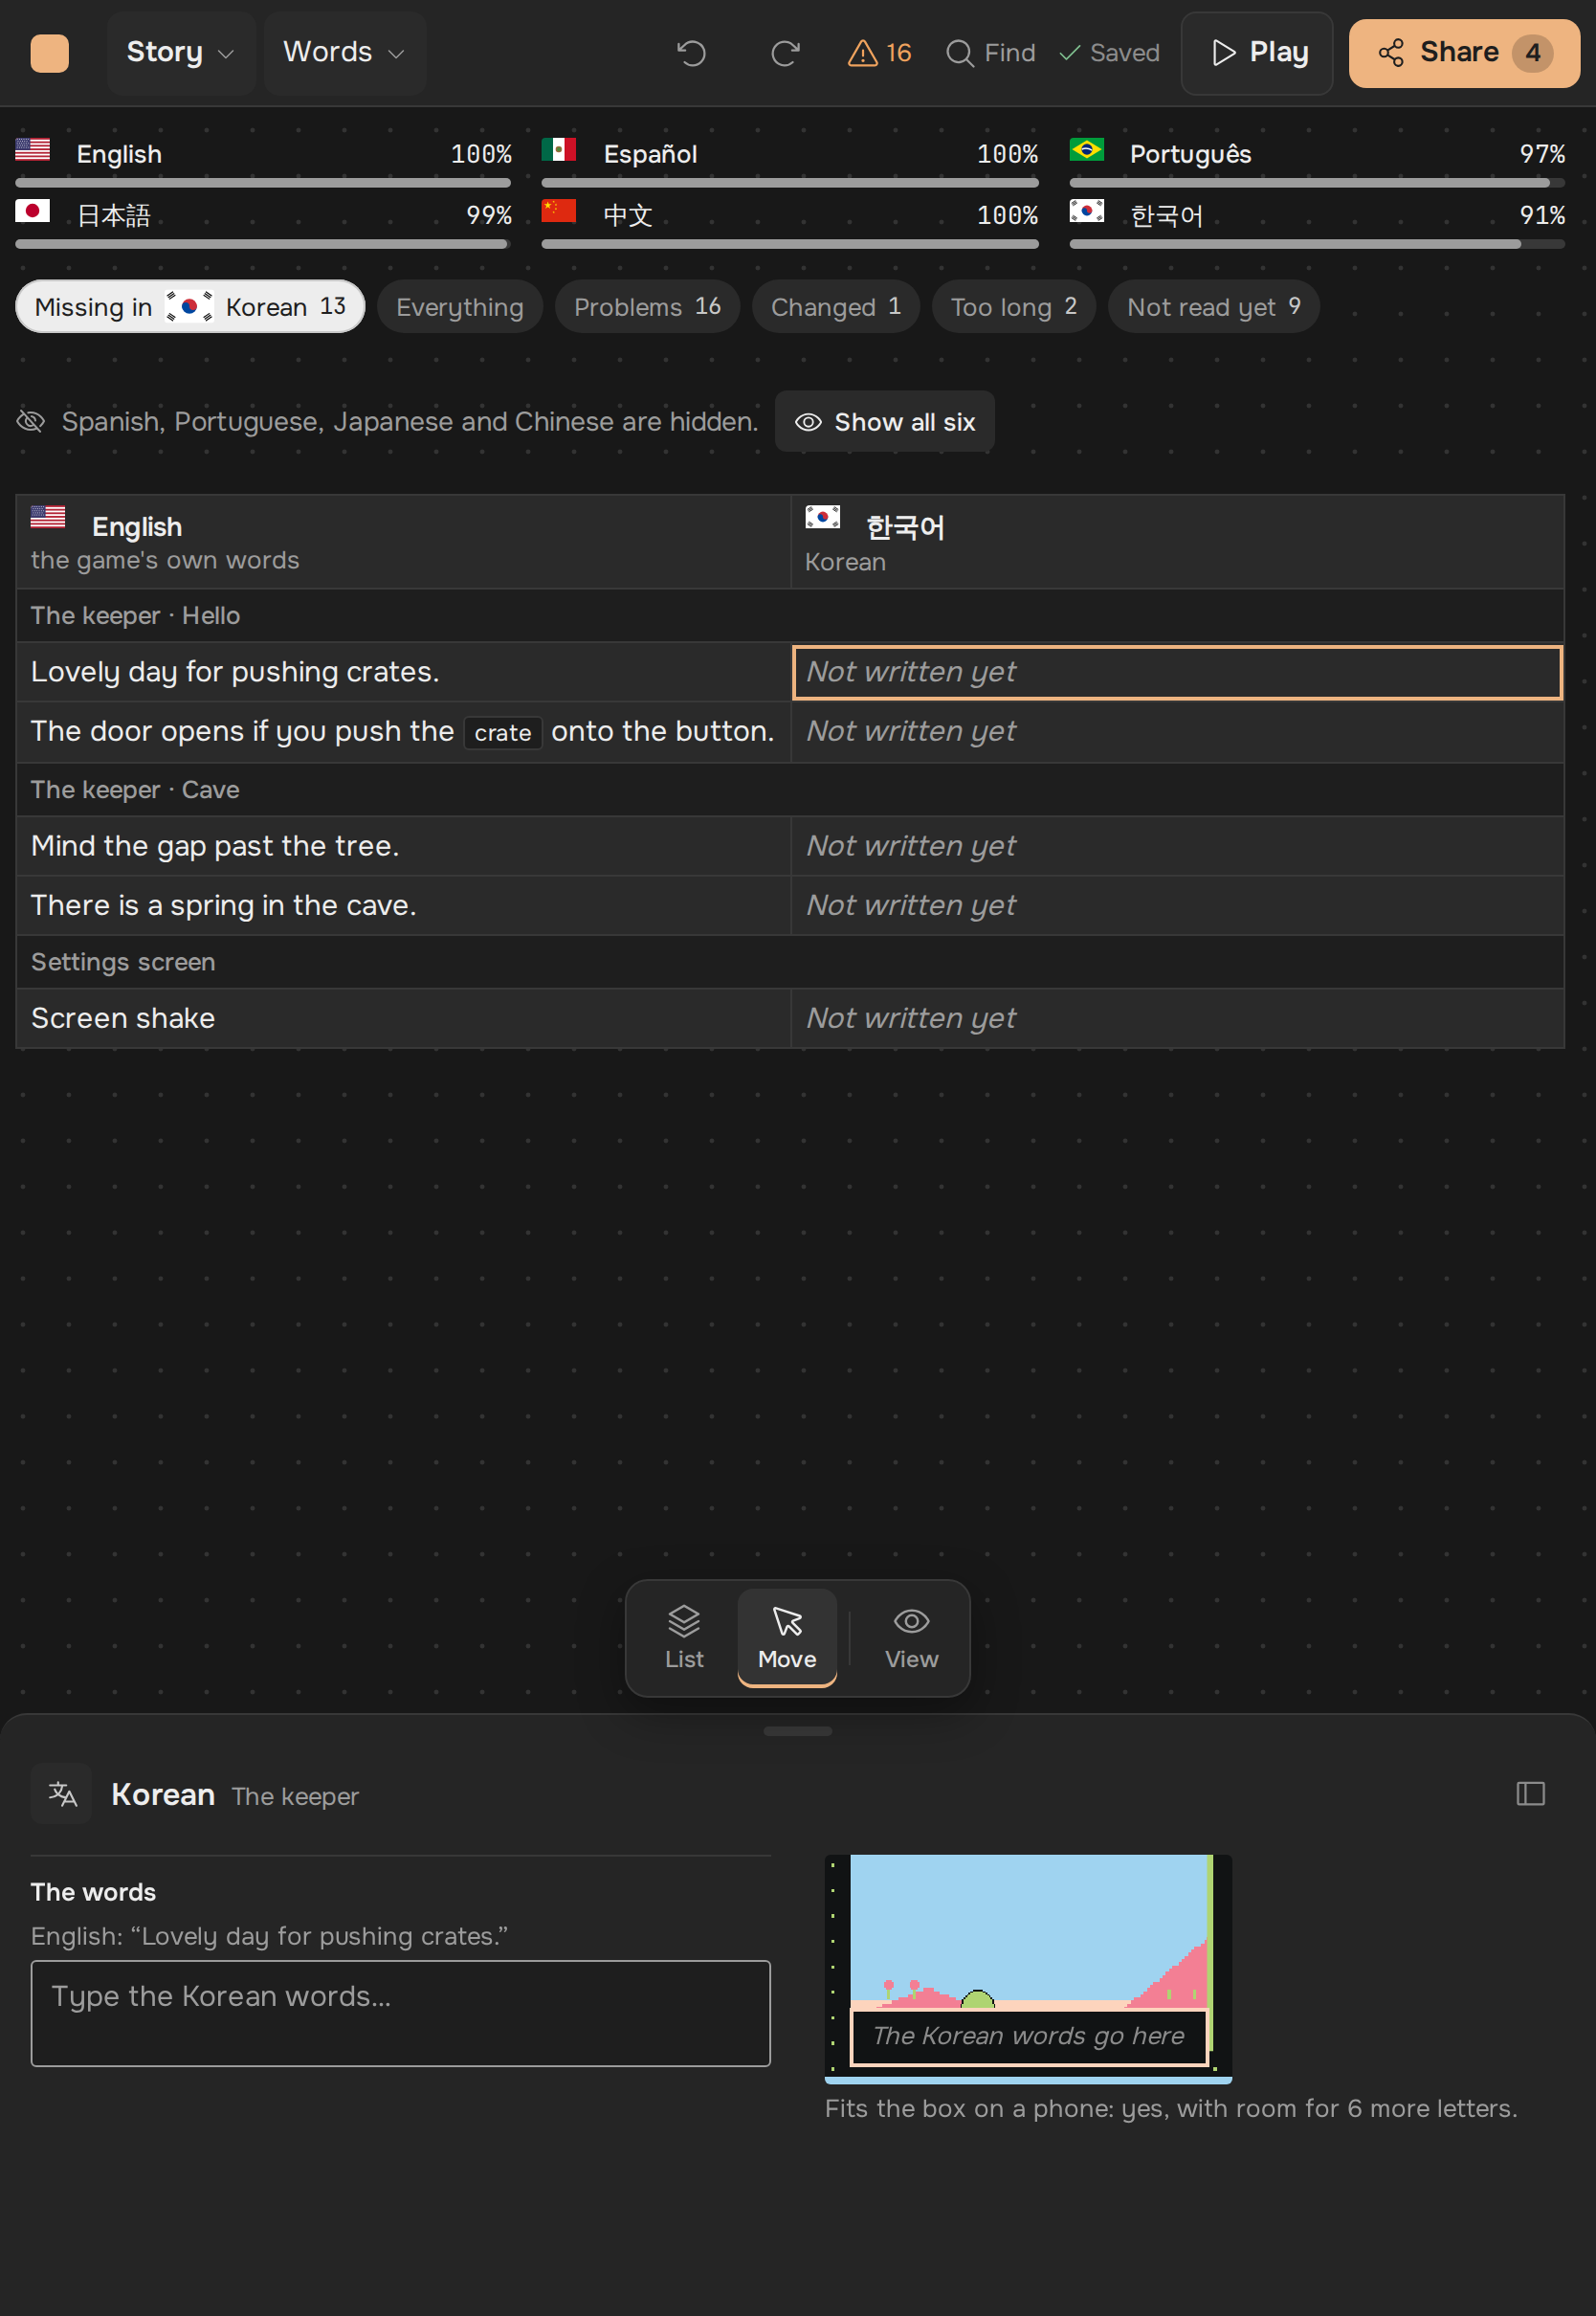 Story Words 16 Find Saved Play Share 4
English 100% Español 100% Português 97%
日本語 99% 中文 100% 한국어 91%
Missing in Korean 13 Everything Problems 16 Changed 1 Too long 2 Not read yet 9
Spanish, Portuguese, Japanese and Chinese are hidden. Show all six
English 한국어
the game's own words Korean
The keeper · Hello
Lovely day for pushing crates. Not written yet
The door opens if you push the crate onto the button. Not written yet
The keeper · Cave
Mind the gap past the tree. Not written yet
There is a spring in the cave. Not written yet
Settings screen
Screen shake Not written yet
List Move View
Korean The keeper
The words
English: “Lovely day for pushing crates.”
Type the Korean words...
The Korean words go here
Fits the box on a phone: yes, with room for 6 more letters.